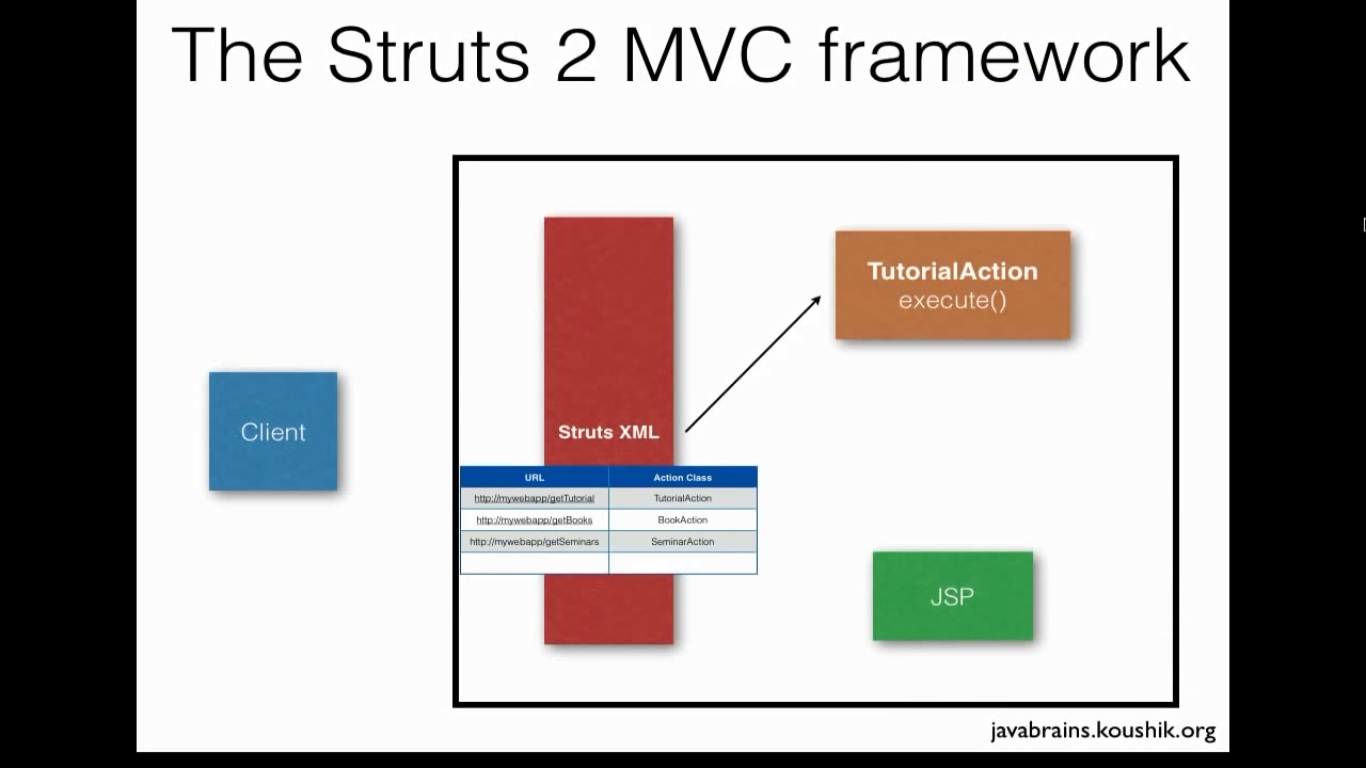 The Struts 2 MVC framework
TutorialAction
execute()
Client
Struts XML
URL Action Class
http://mywebapp/getTutorial TutorialAction
http://mywebapp/getBooks BookAction
http://mywebapp/getSeminars SeminarAction
JSP
javabrains.koushik.org